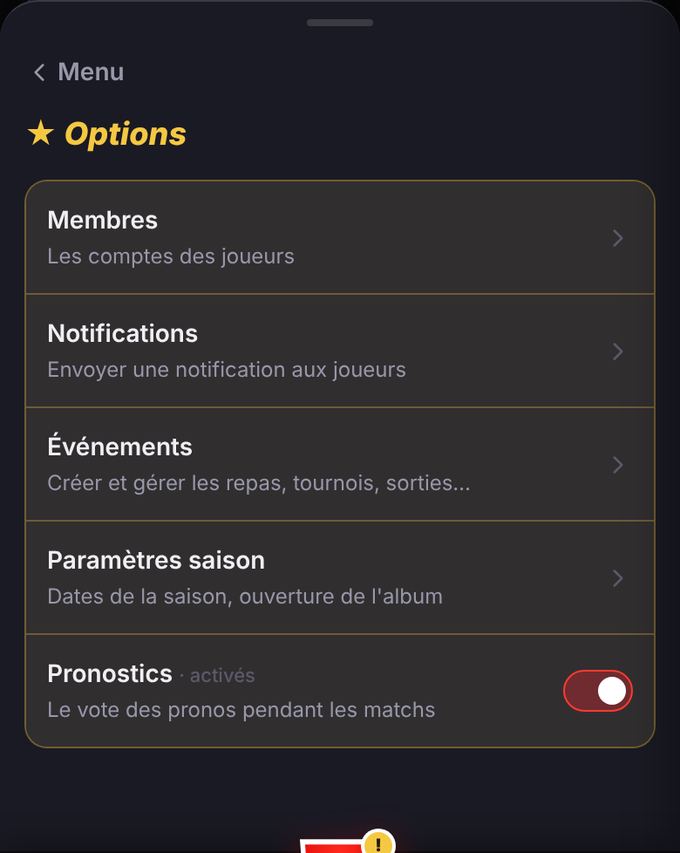 Menu
★ Options
Membres
Les comptes des joueurs
Notifications
Envoyer une notification aux joueurs
Événements
Créer et gérer les repas, tournois, sorties...
Paramètres saison
Dates de la saison, ouverture de l'album
Pronostics · activés
Le vote des pronos pendant les matchs
!